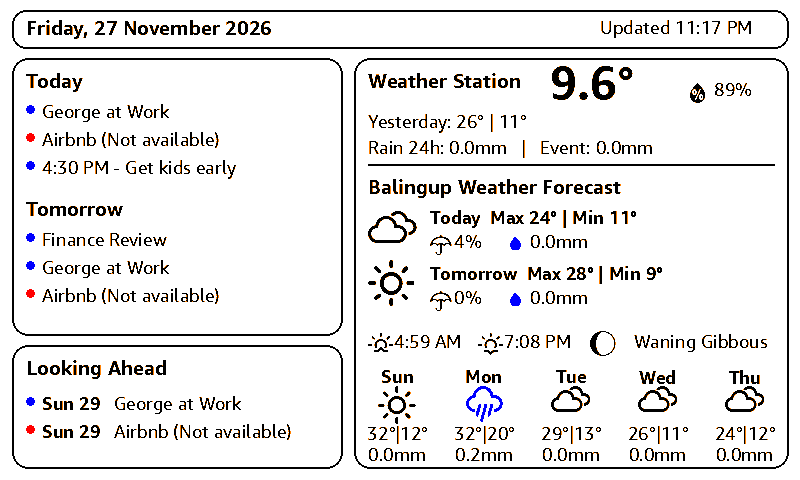 Friday, 27 November 2026
Updated 11:17 PM
Today
George at Work
Airbnb (Not available)
4:30 PM - Get kids early
Tomorrow
Finance Review
George at Work
Airbnb (Not available)
Looking Ahead
Sun 29 George at Work
Sun 29 Airbnb (Not available)
Weather Station 9.6° % 89%
Yesterday: 26° | 11°
Rain 24h: 0.0mm | Event: 0.0mm
Balingup Weather Forecast
Today Max 24° | Min 11°
4% 0.0mm
Tomorrow Max 28° | Min 9°
0% 0.0mm
4:59 AM 7:08 PM Waning Gibbous
Sun Mon Tue Wed Thu
32°|12° 32°|20° 29°|13° 26°|11° 24°|12°
0.0mm 0.2mm 0.0mm 0.0mm 0.0mm